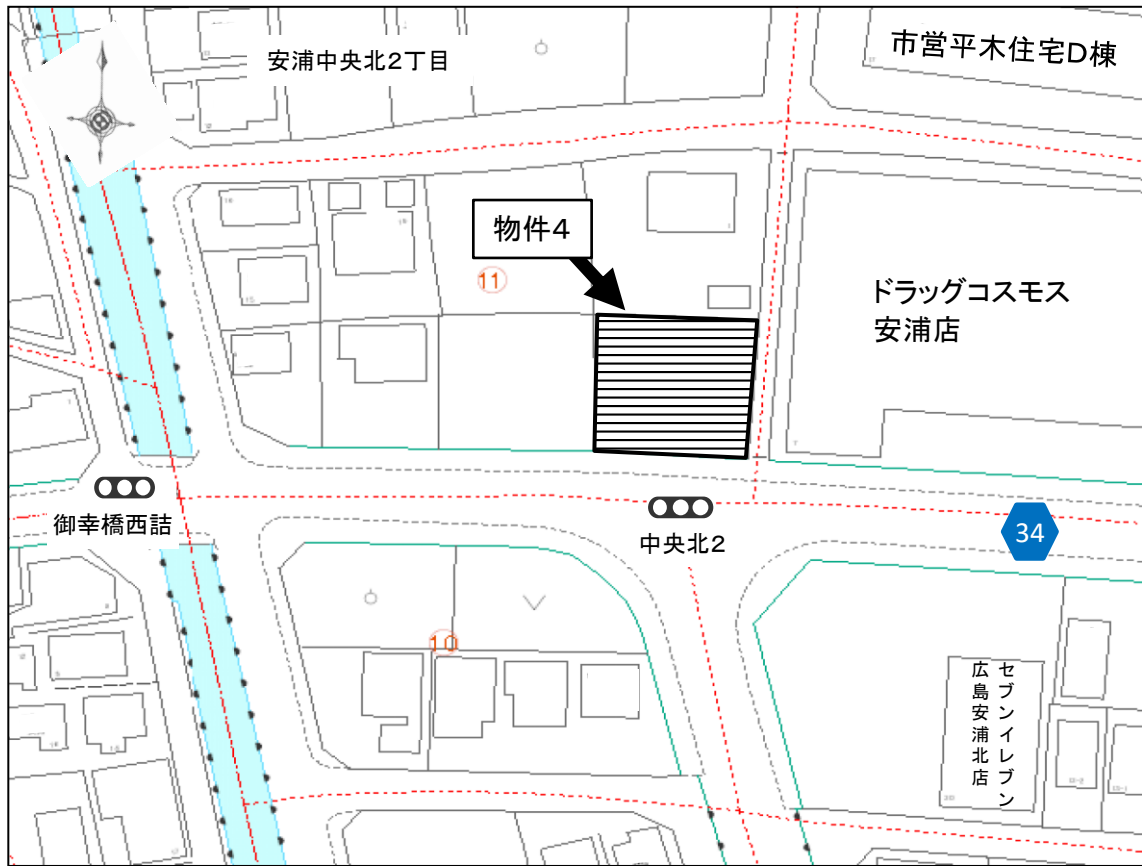 安浦中央北2丁目
市営平木住宅D棟
物件4
11
ドラッグコスモス
安浦店
御幸橋西詰
中央北2
34
10
セブンイレブン
広島安浦北店